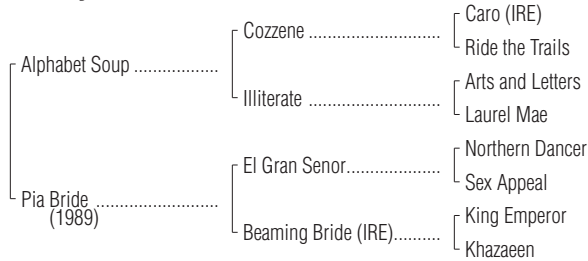 Caro (IRE)
Cozzene ......................
Ride the Trails
Alphabet Soup ..................
Arts and Letters
Illiterate ......................
Laurel Mae
Northern Dancer
El Gran Senor....................
Sex Appeal
Pia Bride ..........................
(1989)
King Emperor
Beaming Bride (IRE)..........
Khazaeen